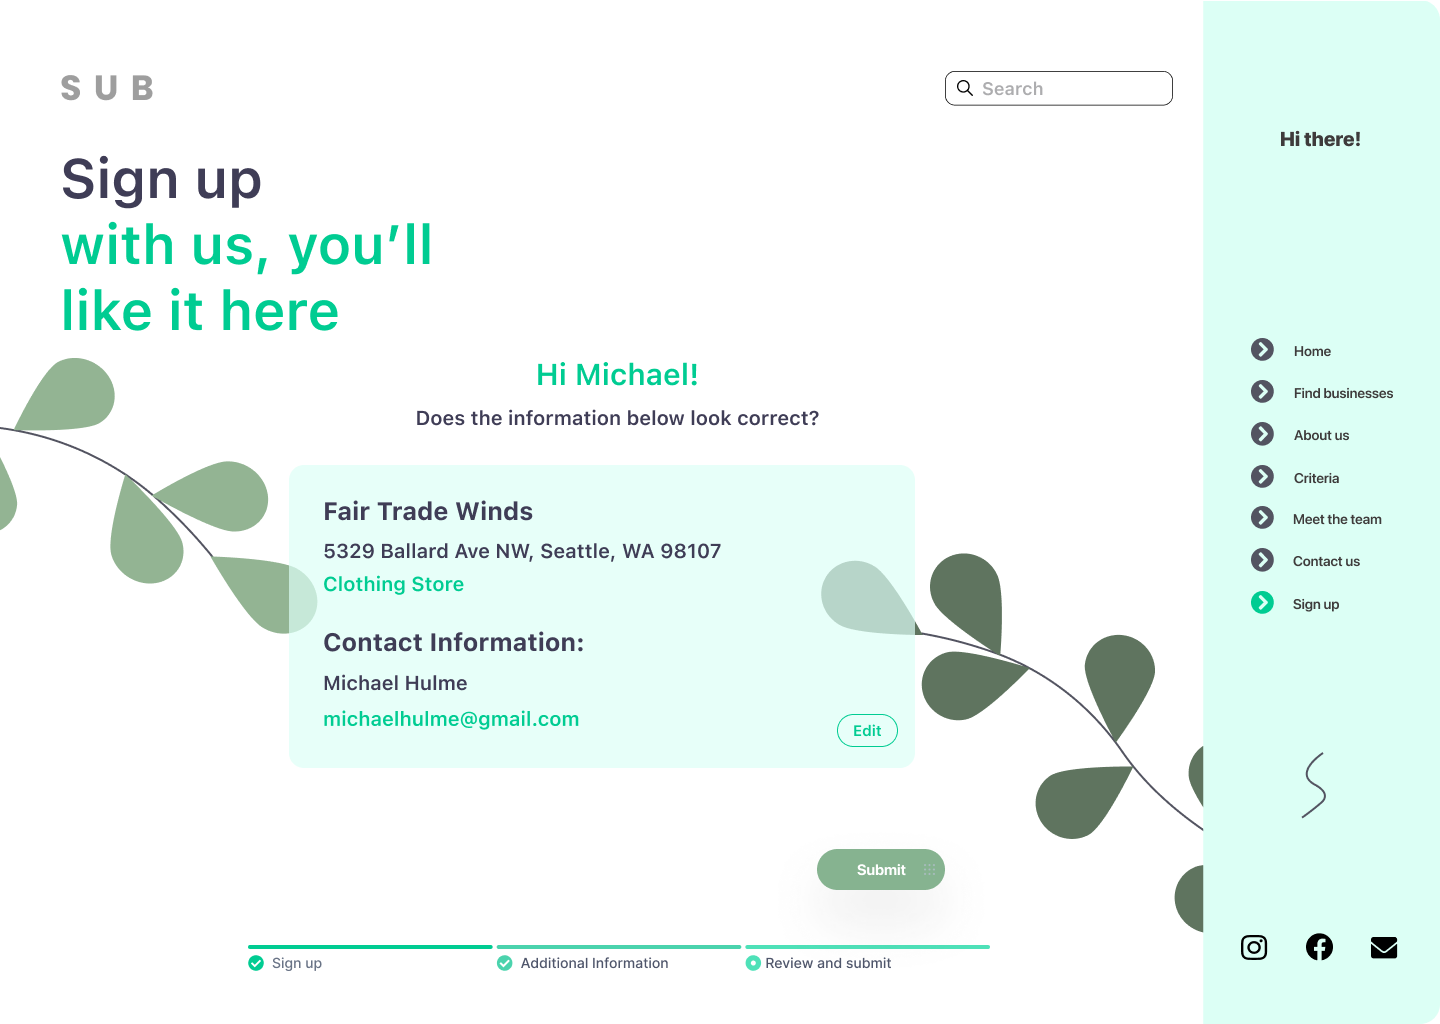 SUB
Search
Hi there!
Sign up
with us, you’ll
like it here
Hi Michael!
Does the information below look correct?
Fair Trade Winds
5329 Ballard Ave NW, Seattle, WA 98107
Clothing Store
Contact Information:
Michael Hulme
michaelhulme@gmail.com
Edit
Submit
Sign up
Additional Information
Review and submit
Home
Find businesses
About us
Criteria
Meet the team
Contact us
Sign up